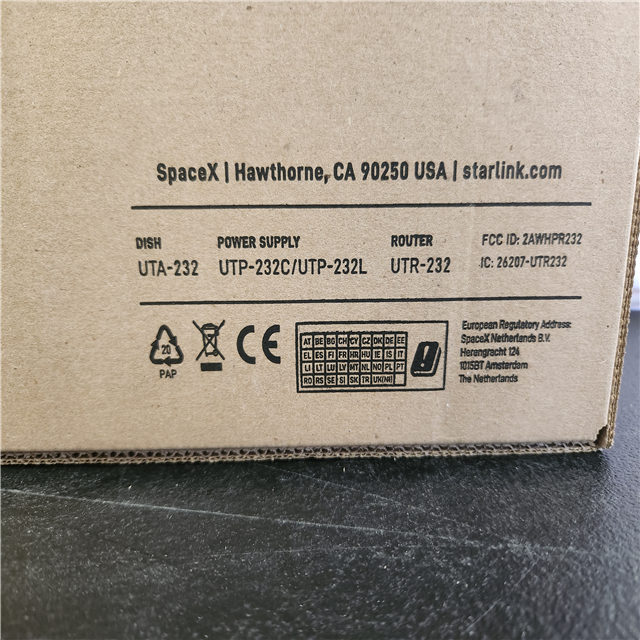 SpaceX | Hawthorne, CA 90250 USA | starlink.com
DISH POWER SUPPLY ROUTER FCC ID: 2AWHPR232
UTA-232 UTP-232C/UTP-232L UTR-232 IC: 26207-UTR232
20
PAP
CE
AT BE BG CH CY CZ DK DE EE
EL ES FI FR HR HU IE IS IT
LI LT LU LV MT NL NO PL PT
RO RS SE SI SK TR UK(NI)
European Regulatory Address:
SpaceX Netherlands B.V.
Herengracht 124
1015BT Amsterdam
The Netherlands